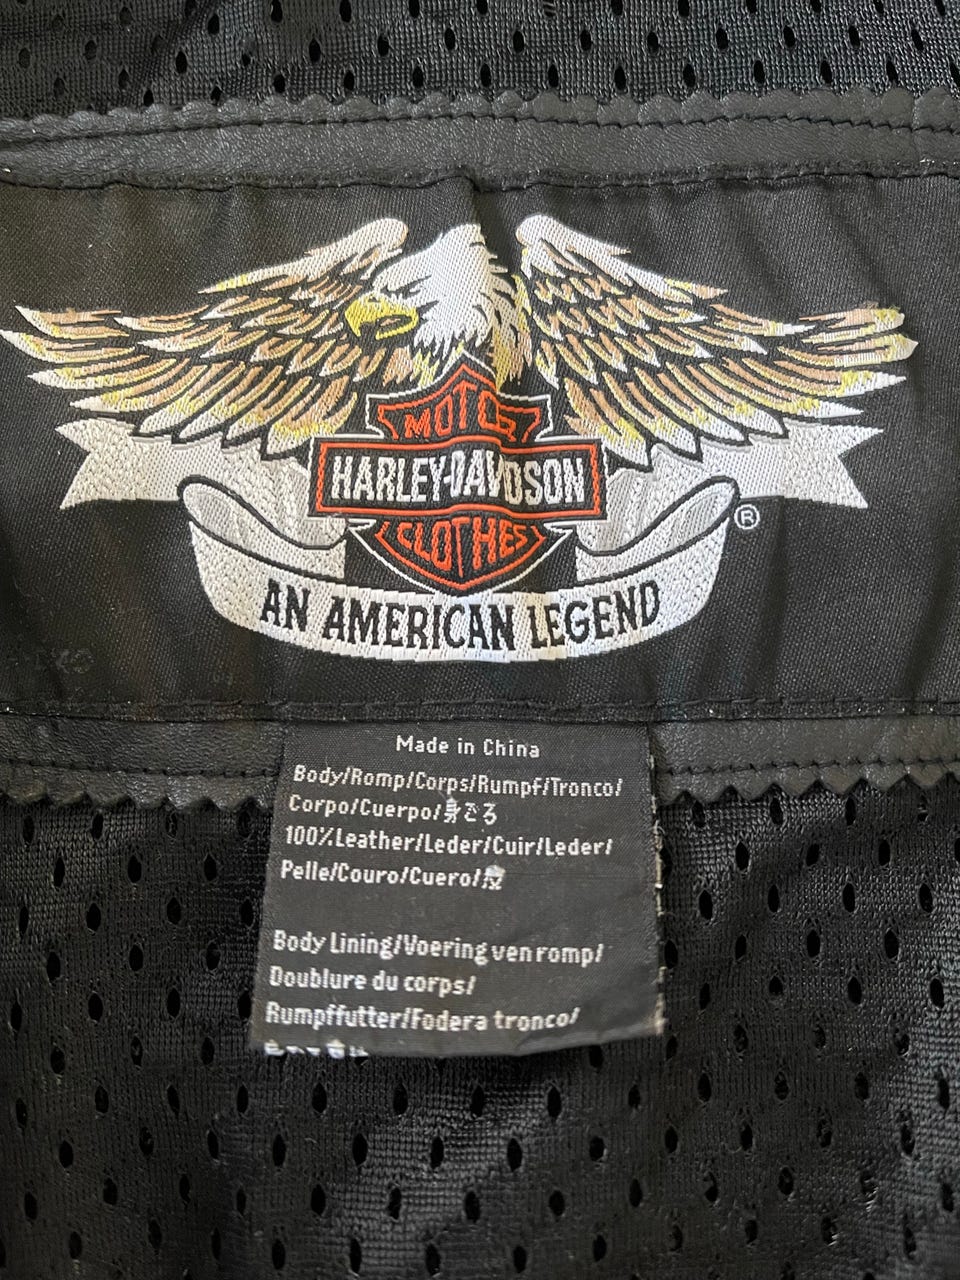 MOTOR
HARLEY-DAVIDSON
CLOTHES
®
AN AMERICAN LEGEND
Made in China
Body/Romp/Corps/Rumpf/Tronco/
Corpo/Cuerpo/身ごろ
100%Leather/Leder/Cuir/Leder/
Pelle/Couro/Cuero/
Body Lining/Voering ven romp/
Doublure du corps/
Rumpffutter/Fodera tronco/